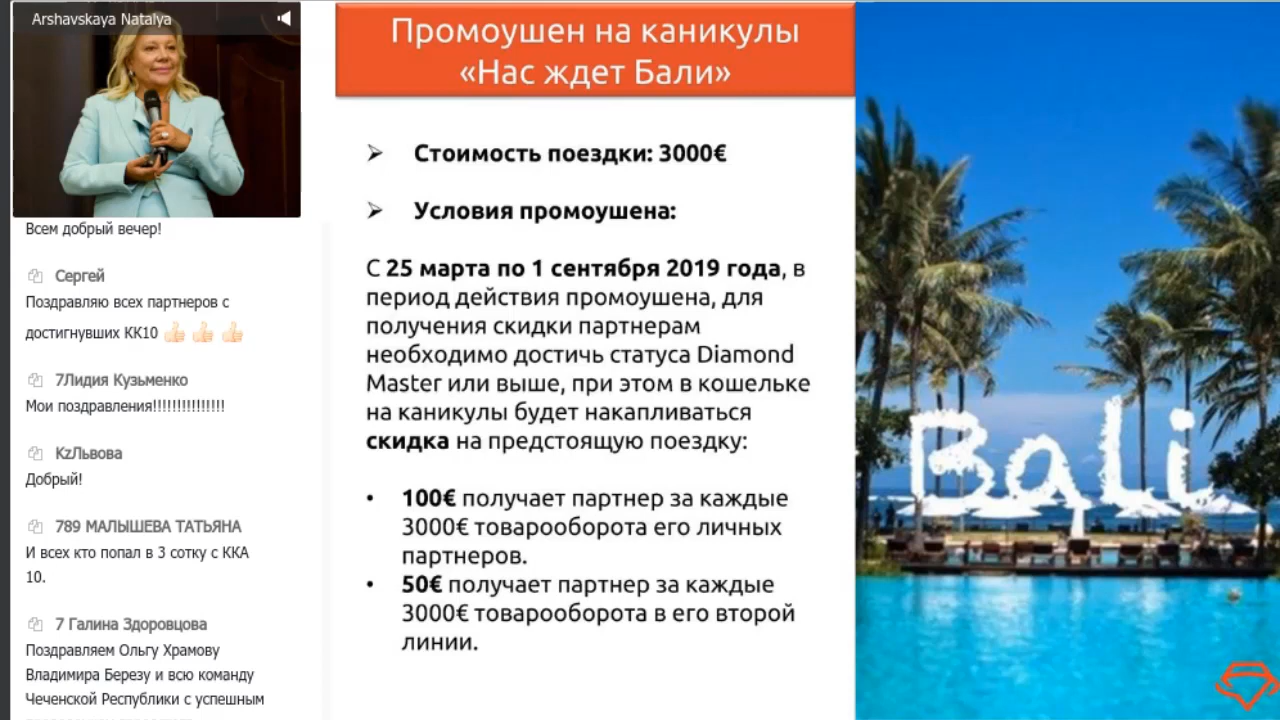 Arshavskaya Natalya
Всем добрый вечер!
Сергей
Поздравляю всех партнеров с
достигнувших КК10 👍🏻 👍🏻 👍🏻
7Лидия Кузьменко
Мои поздравления!!!!!!!!!!!!!!!
KzЛьвова
Добрый!
789 МАЛЫШЕВА ТАТЬЯНА
И всех кто попал в 3 сотку с ККА
10.
7 Галина Здоровцова
Поздравляем Ольгу Храмову
Владимира Березу и всю команду
Чеченской Республики с успешным
Промоушен на каникулы
«Нас ждет Бали»
➢ Стоимость поездки: 3000€
➢ Условия промоушена:
С 25 марта по 1 сентября 2019 года, в
период действия промоушена, для
получения скидки партнерам
необходимо достичь статуса Diamond
Master или выше, при этом в кошельке
на каникулы будет накапливаться
скидка на предстоящую поездку:
• 100€ получает партнер за каждые
3000€ товарооборота его личных
партнеров.
• 50€ получает партнер за каждые
3000€ товарооборота в его второй
линии.
Bali